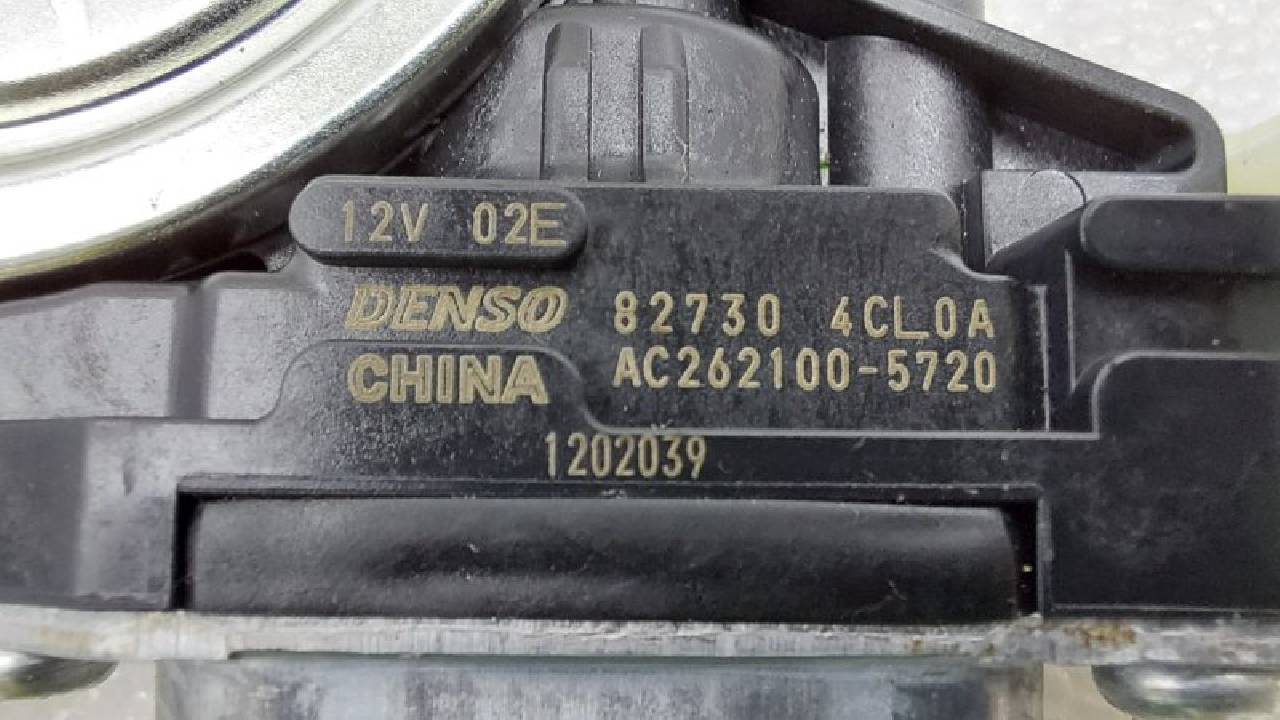 12V 02E
DENSO 82730 4CL0A
CHINA AC262100-5720
1202039